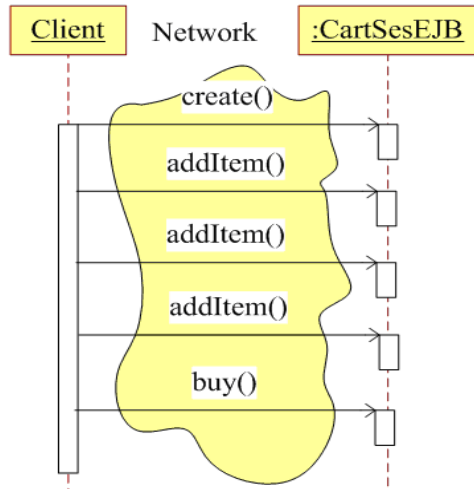 Client
Network
:CartSesEJB
create()
addItem()
addItem()
addItem()
buy()